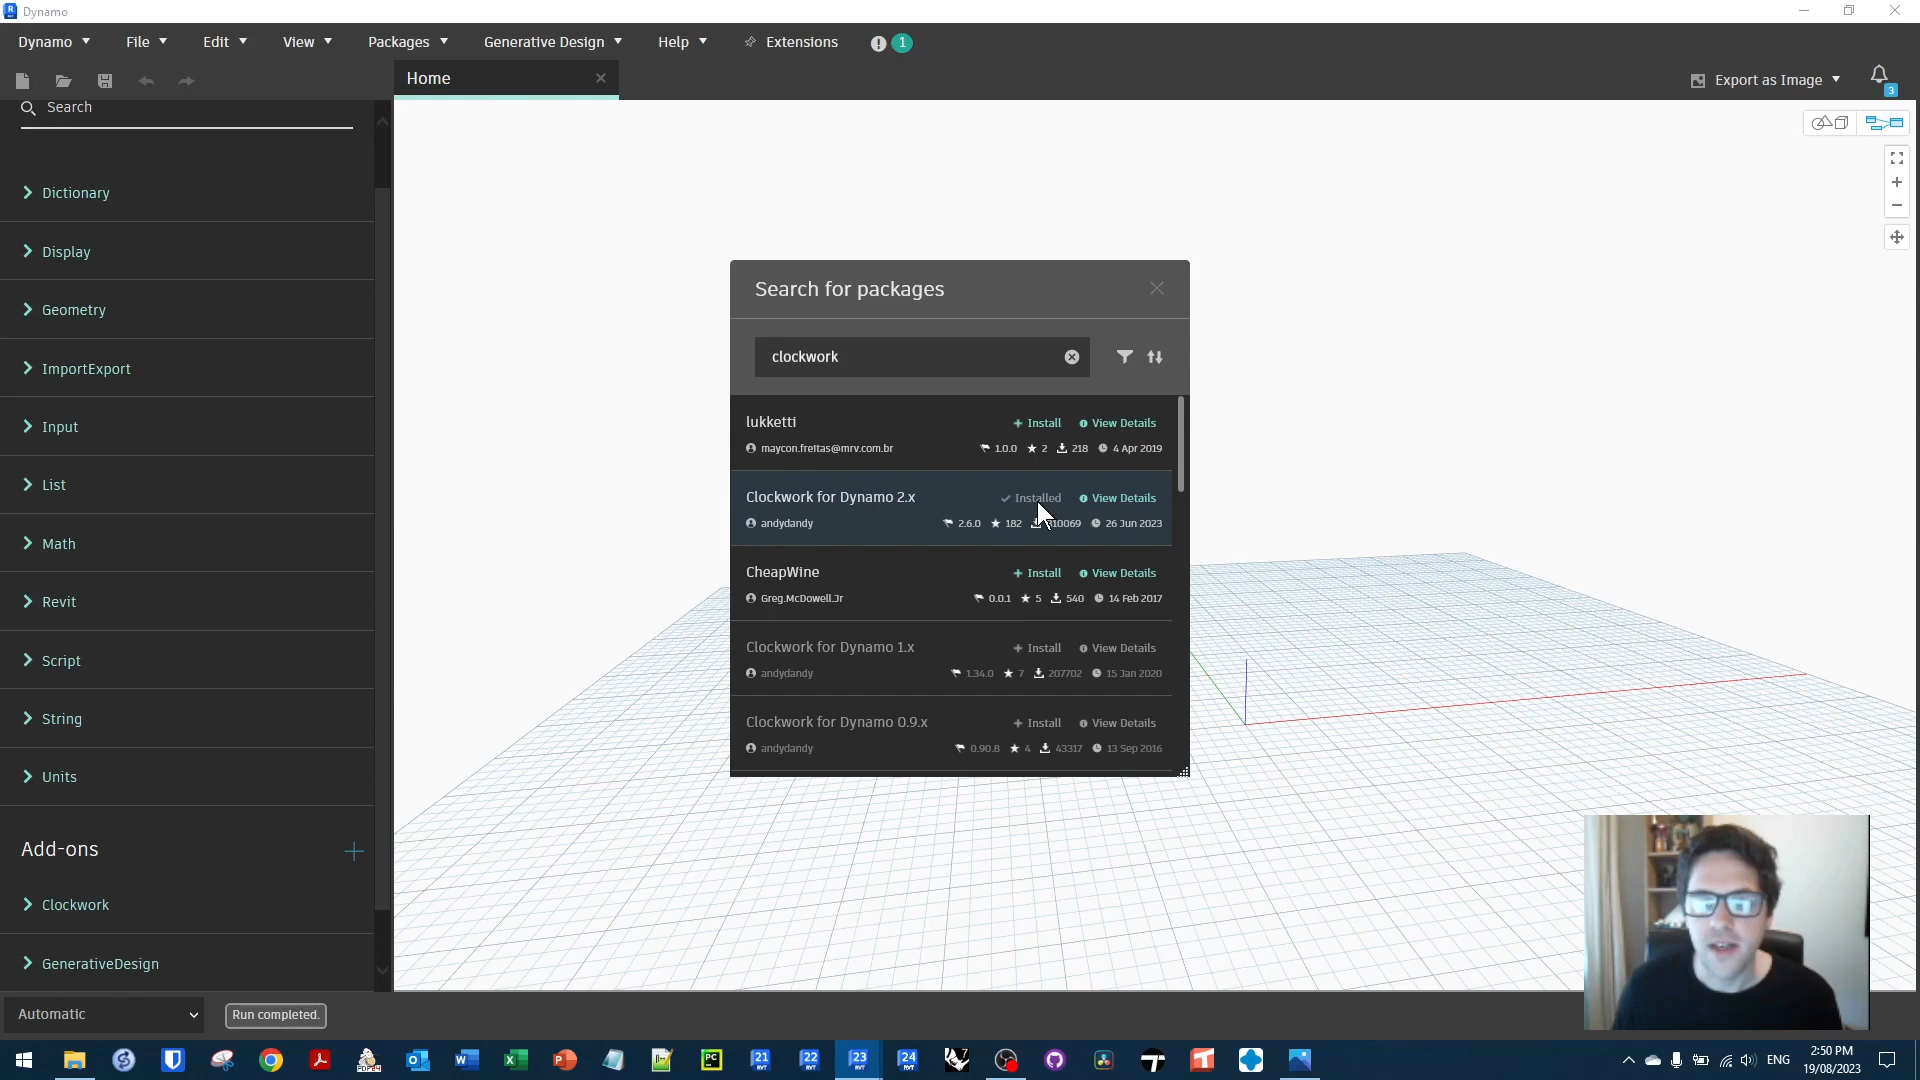 Dynamo
Dynamo File Edit View Packages Generative Design Help Extensions 1
Home
Export as Image
3
Search
Dictionary
Display
Geometry
ImportExport
Input
List
Math
Revit
Script
String
Units
Add-ons
Clockwork
GenerativeDesign
Search for packages
clockwork
lukketti Install View Details
maycon.freitas@mrv.com.br 1.0.0 2 218 4 Apr 2019
Clockwork for Dynamo 2.x Installed View Details
andydandy 2.6.0 182 26 Jun 2023
CheapWine Install View Details
Greg.McDowell.Jr 0.0.1 5 540 14 Feb 2017
Clockwork for Dynamo 1.x Install View Details
andydandy 1.34.0 7 207702 15 Jan 2020
Clockwork for Dynamo 0.9.x Install View Details
andydandy 0.90.8 4 43317 13 Sep 2016
Automatic Run completed.
21 22 23 24
ENG
2:50 PM
19/08/2023